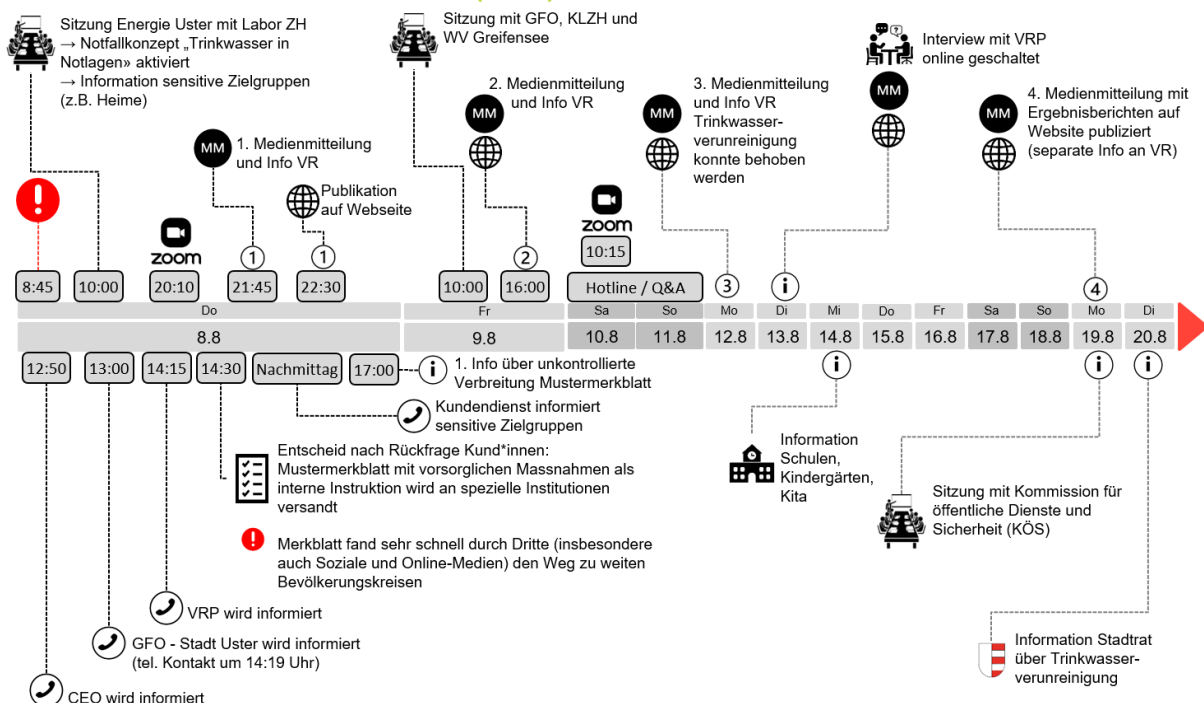 Sitzung Energie Uster mit Labor ZH
→ Notfallkonzept „Trinkwasser in
Notlagen» aktiviert
→ Information sensitive Zielgruppen
(z.B. Heime)
Sitzung mit GFO, KLZH und
WV Greifensee
Interview mit VRP
online geschaltet
MM
1. Medienmitteilung
und Info VR
Publikation
auf Webseite
MM
2. Medienmitteilung
und Info VR
MM
3. Medienmitteilung
und Info VR
Trinkwasser-
verunreinigung
konnte behoben
werden
MM
MM
4. Medienmitteilung mit
Ergebnisberichten auf
Website publiziert
(separate Info an VR)
!
zoom
zoom
8:45
10:00
20:10
1
21:45
1
22:30
10:00
2
16:00
10:15
Hotline / Q&A
3
i
4
Do
Fr
Sa
So
Mo
Di
Mi
Do
Fr
Sa
So
Mo
Di
8.8
9.8
10.8
11.8
12.8
13.8
14.8
15.8
16.8
17.8
18.8
19.8
20.8
12:50
13:00
14:15
14:30
Nachmittag
17:00
i
1. Info über unkontrollierte
Verbreitung Mustermerkblatt
i
i
i
Kundendienst informiert
sensitive Zielgruppen
Entscheid nach Rückfrage Kund*innen:
Mustermerkblatt mit vorsorglichen Massnahmen als
interne Instruktion wird an spezielle Institutionen
versandt
!
Merkblatt fand sehr schnell durch Dritte (insbesondere
auch Soziale und Online-Medien) den Weg zu weiten
Bevölkerungskreisen
VRP wird informiert
GFO - Stadt Uster wird informiert
(tel. Kontakt um 14:19 Uhr)
CEO wird informiert
Information
Schulen,
Kindergärten,
Kita
Sitzung mit Kommission für
öffentliche Dienste und
Sicherheit (KÖS)
Information Stadtrat
über Trinkwasser-
verunreinigung